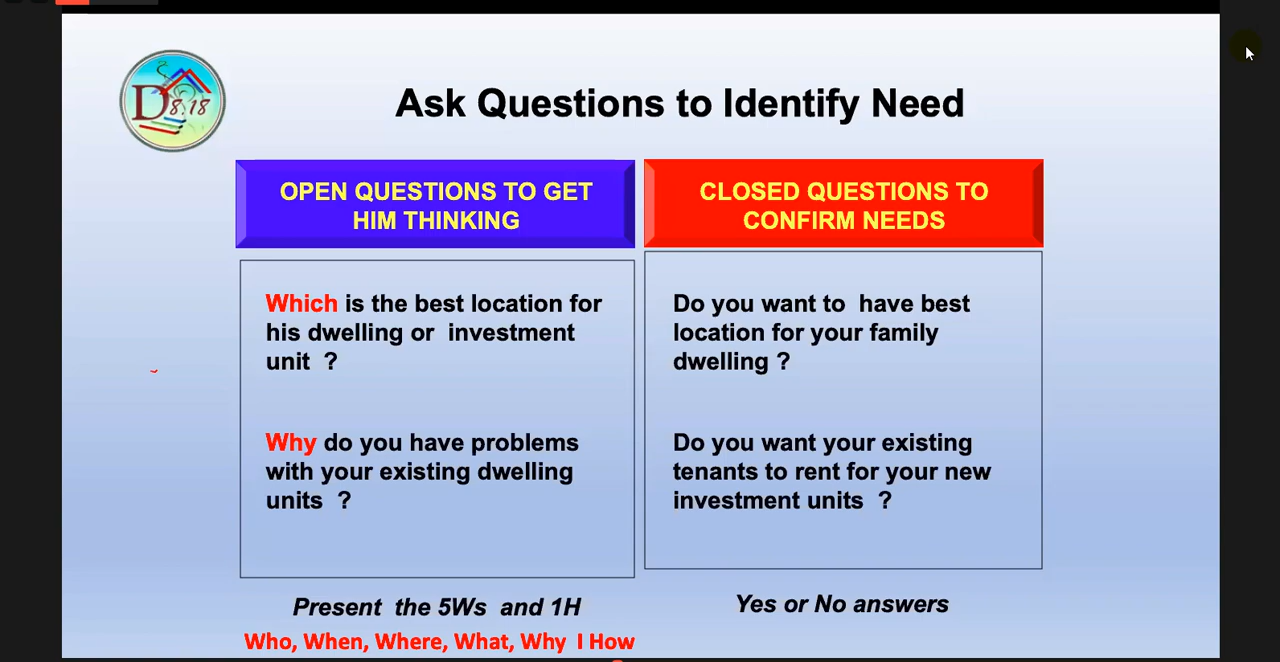 D 8.18
Ask Questions to Identify Need
OPEN QUESTIONS TO GET
HIM THINKING
Which is the best location for
his dwelling or investment
unit ?
Why do you have problems
with your existing dwelling
units ?
Present the 5Ws and 1H
Who, When, Where, What, Why I How
CLOSED QUESTIONS TO
CONFIRM NEEDS
Do you want to have best
location for your family
dwelling ?
Do you want your existing
tenants to rent for your new
investment units ?
Yes or No answers